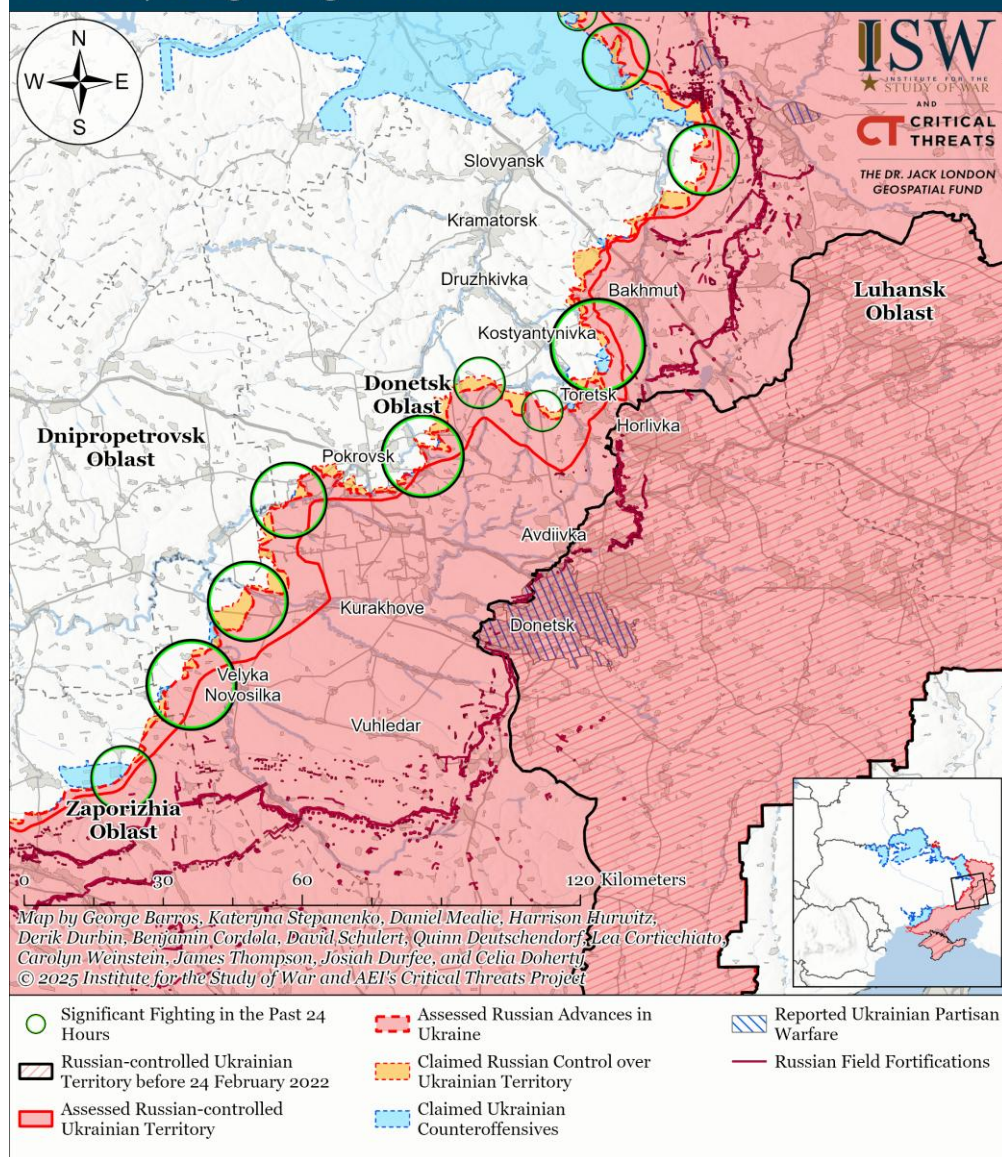 N
W
E
S
ISW
INSTITUTE FOR THE
STUDY OF WAR
AND
CT CRITICAL
THREATS
THE DR. JACK LONDON
GEOSPATIAL FUND
Slovyansk
Kramatorsk
Druzhkivka
Bakhmut
Luhansk
Oblast
Kostyantynivka
Donetsk
Oblast
Toretsk
Dnipropetrovsk
Oblast
Horlivka
Pokrovsk
Avdiivka
Kurakhove
Donetsk
Velyka
Novosilka
Vuhledar
Zaporizhia
Oblast
0
30
60
120 Kilometers
Map by George Barros, Kateryna Stepanenko, Daniel Mealie, Harrison Hurwitz,
Derik Durbin, Benjamin Cordola, David Schulert, Quinn Deutschendorf, Lea Corticchiato,
Carolyn Weinstein, James Thompson, Josiah Durfee, and Celia Doherty
© 2025 Institute for the Study of War and AEI's Critical Threats Project
Significant Fighting in the Past 24
Hours
Russian-controlled Ukrainian
Territory before 24 February 2022
Assessed Russian-controlled
Ukrainian Territory
Assessed Russian Advances in
Ukraine
Claimed Russian Control over
Ukrainian Territory
Claimed Ukrainian
Counteroffensives
Reported Ukrainian Partisan
Warfare
Russian Field Fortifications